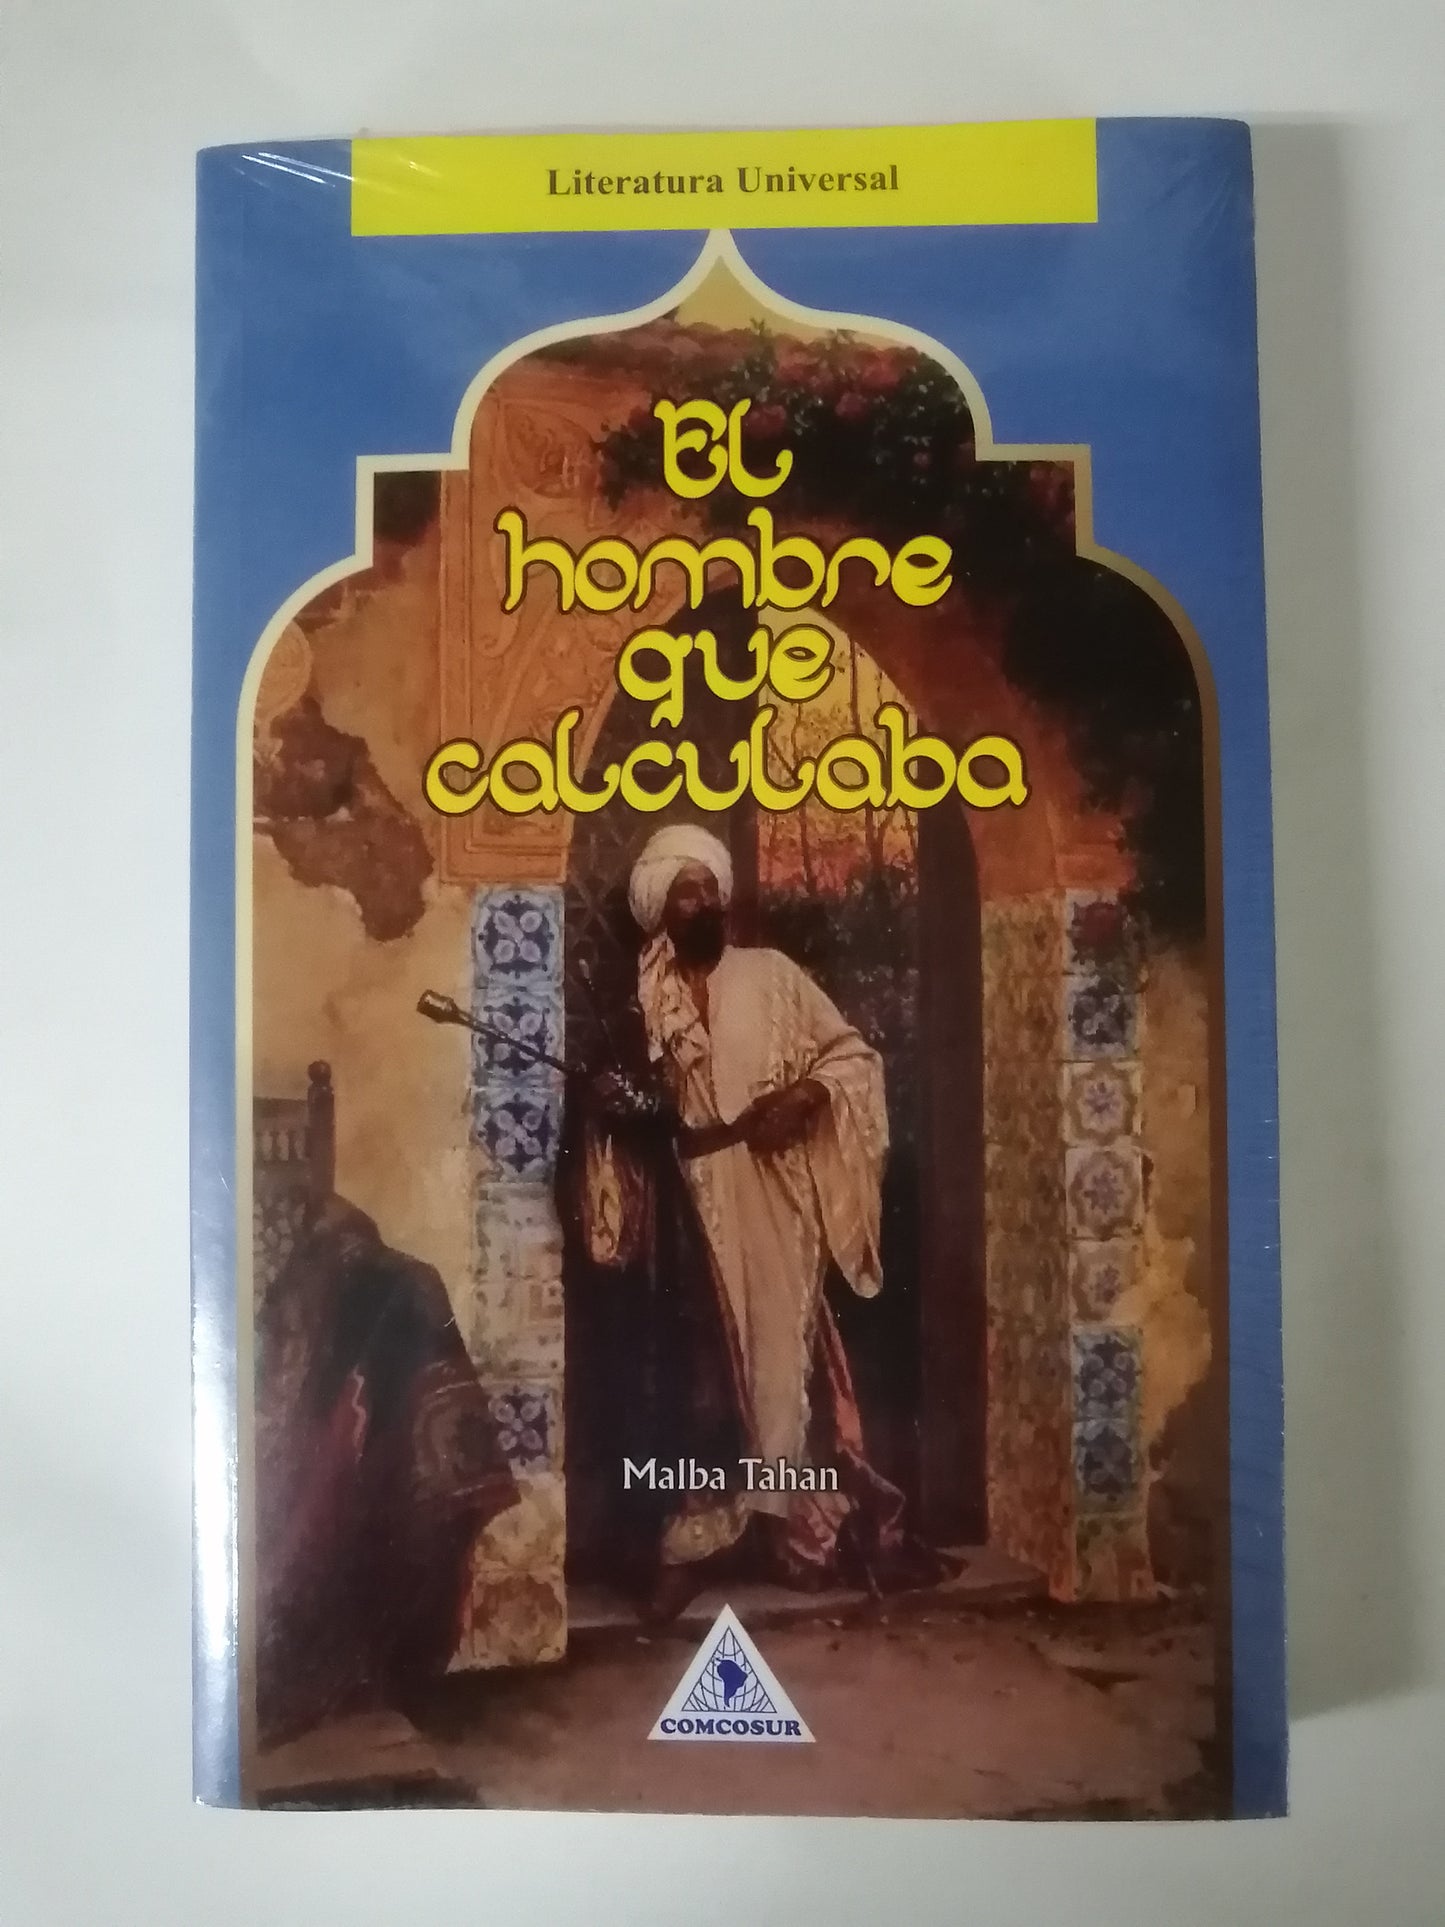 Literatura Universal
El
hombre
que
calculaba
Malba Tahan
COMCOSUR